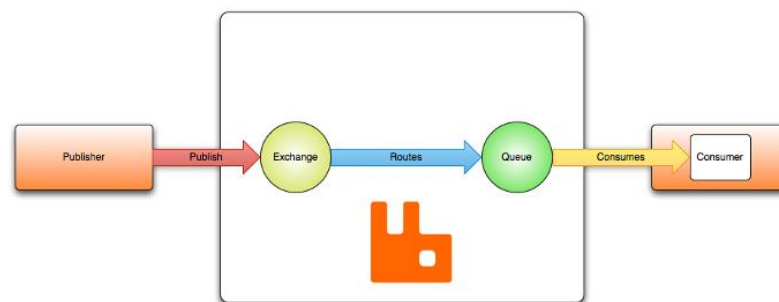 Publisher
Publish
Exchange
Routes
Queue
Consumes
Consumer